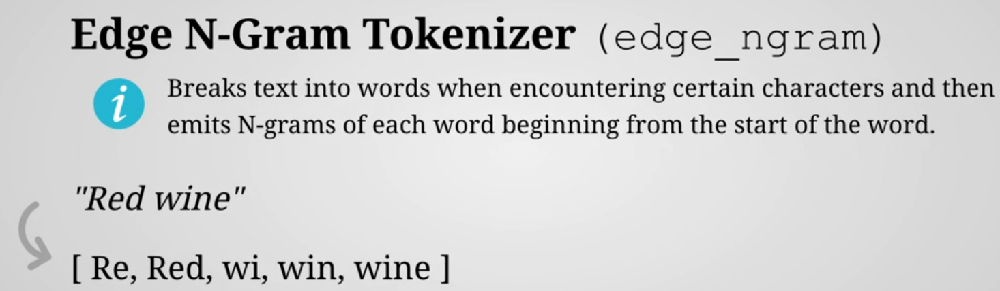 Edge N-Gram Tokenizer (edge_ngram)
i
Breaks text into words when encountering certain characters and then
emits N-grams of each word beginning from the start of the word.
"Red wine"
[ Re, Red, wi, win, wine ]